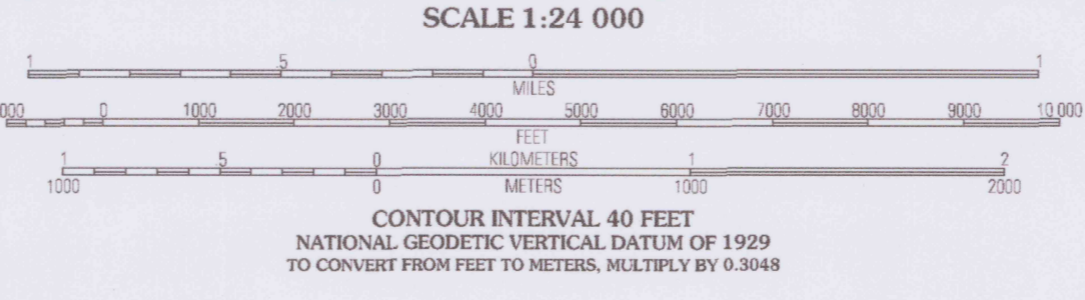 SCALE 1:24 000
1 .5 0 1
MILES
000 0 1000 2000 3000 4000 5000 6000 7000 8000 9000 10 000
FEET
1 .5 0 KILOMETERS 1 2
1000 0 METERS 1000 2000
CONTOUR INTERVAL 40 FEET
NATIONAL GEODETIC VERTICAL DATUM OF 1929
TO CONVERT FROM FEET TO METERS, MULTIPLY BY 0.3048